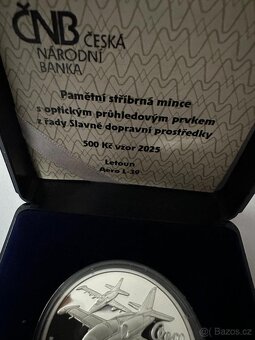 ČNB ČESKÁ
NÁRODNÍ
BANKA
Pamětní stříbrná mince
s optickým průhledovým prvkem
z řady Slavné dopravní prostředky
500 Kč vzor 2025
Letoun
Aero L-39
Bazos.cz